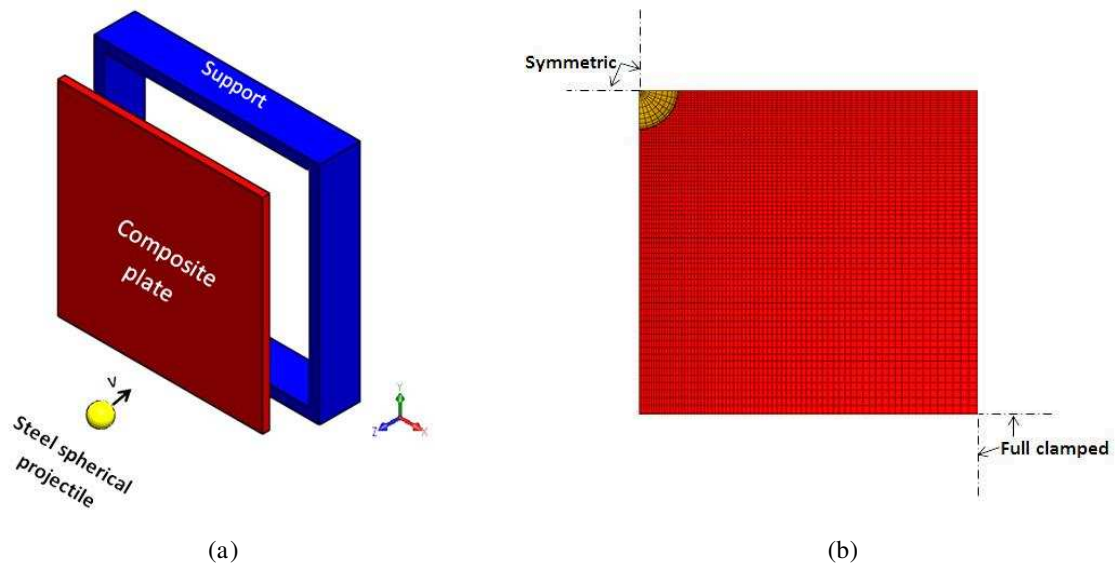 Support
Composite
plate
V
Steel spherical
projectile
Y
Z
X
(a)
Symmetric
Full clamped
(b)